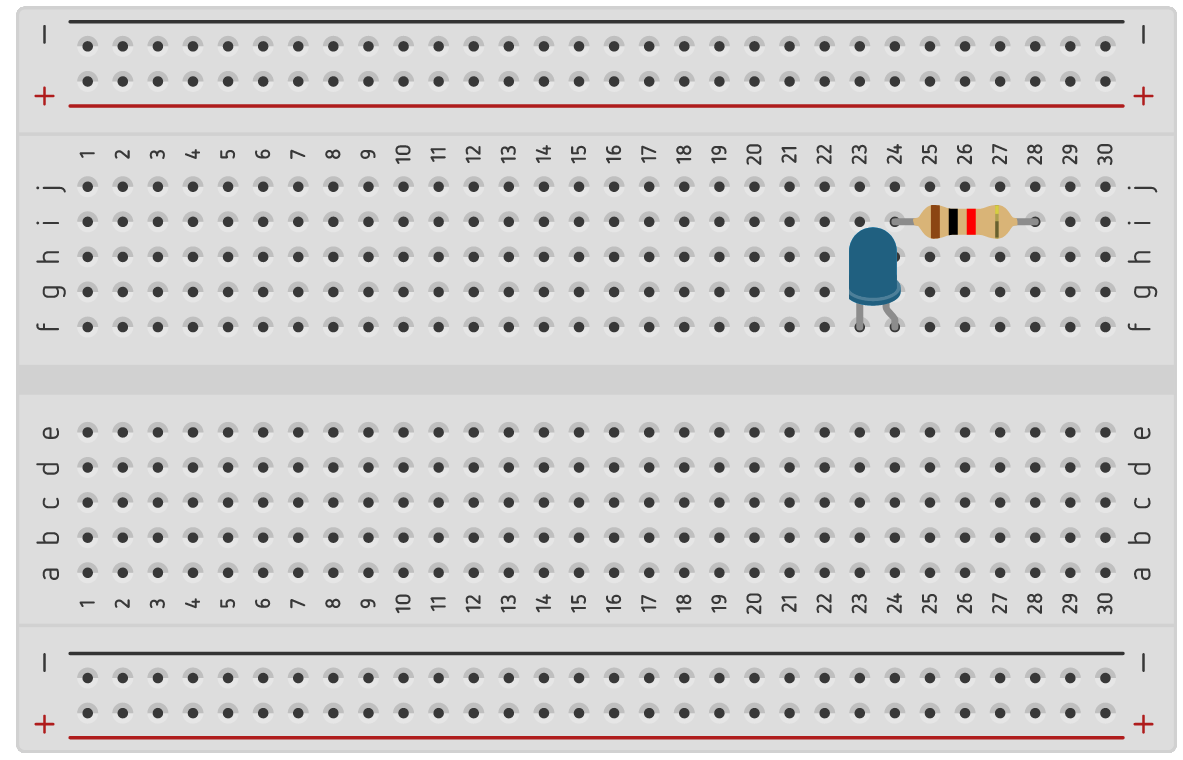 − −
+ +
1 2 3 4 5 6 7 8 9 10 11 12 13 14 15 16 17 18 19 20 21 22 23 24 25 26 27 28 29 30
j j
i i
h h
g g
f f
e e
d d
c c
b b
a a
1 2 3 4 5 6 7 8 9 10 11 12 13 14 15 16 17 18 19 20 21 22 23 24 25 26 27 28 29 30
− −
+ +